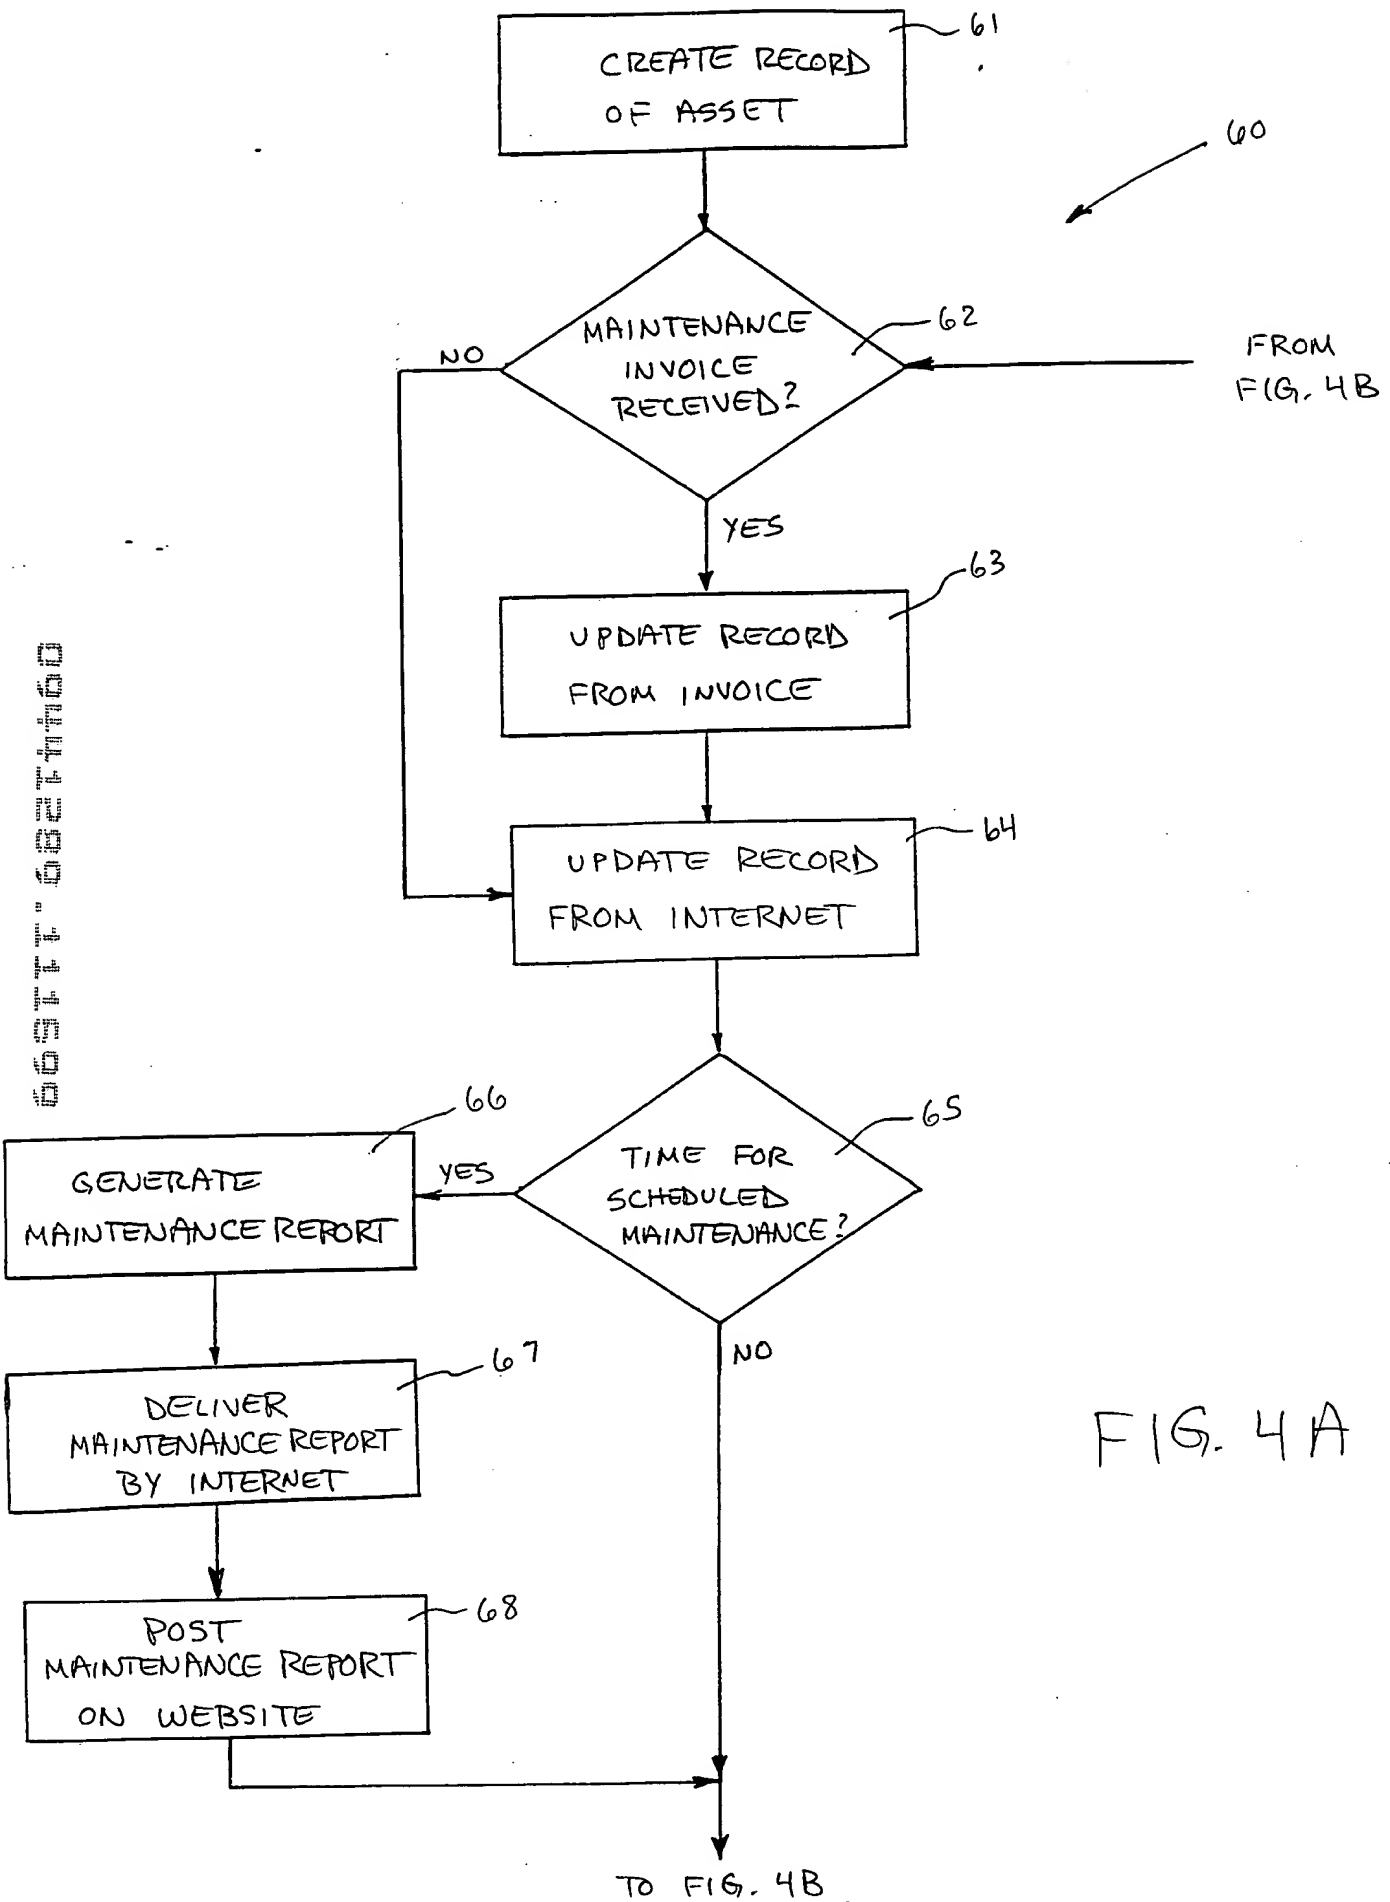 61
CREATE RECORD
OF ASSET
60
62
MAINTENANCE
INVOICE
RECEIVED?
NO
FROM
FIG. 4B
YES
63
UPDATE RECORD
FROM INVOICE
64
UPDATE RECORD
FROM INTERNET
09441289.111599
66
65
GENERATE
MAINTENANCE REPORT
YES
TIME FOR
SCHEDULED
MAINTENANCE?
NO
67
DELIVER
MAINTENANCE REPORT
BY INTERNET
FIG. 4A
68
POST
MAINTENANCE REPORT
ON WEBSITE
TO FIG. 4B